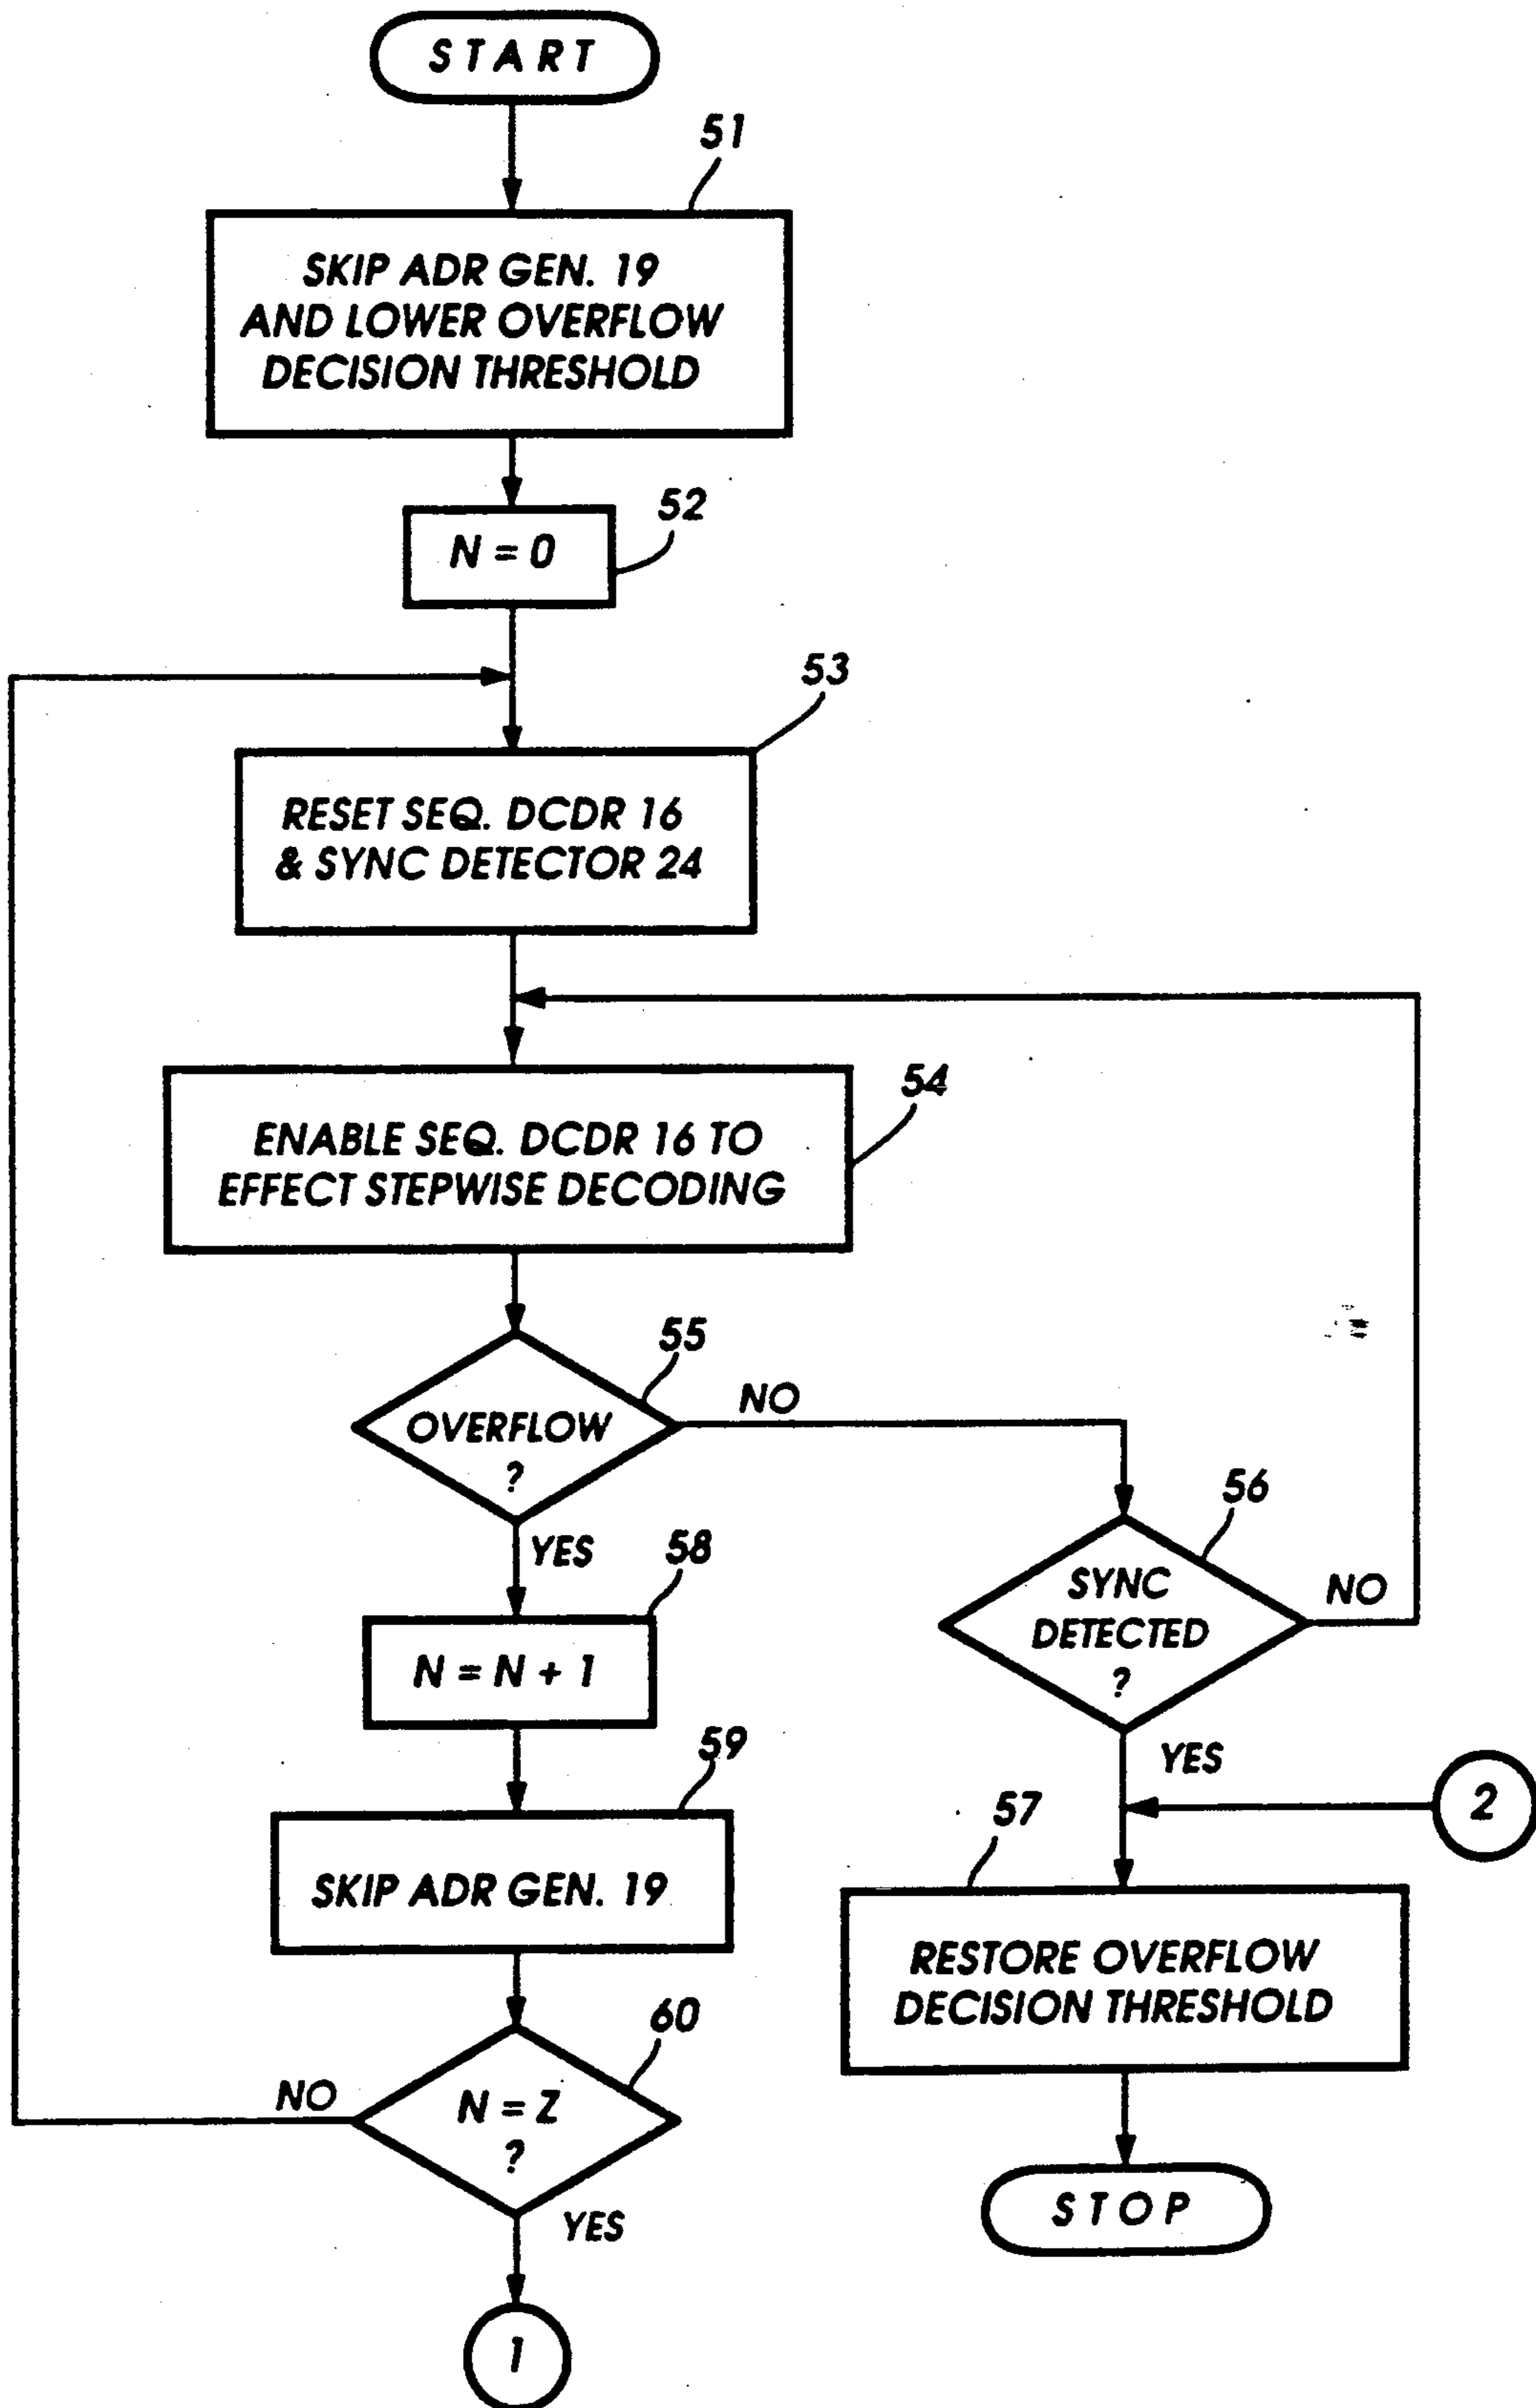 START
51
SKIP ADR GEN. 19
AND LOWER OVERFLOW
DECISION THRESHOLD
52
N = 0
53
RESET SEQ. DCDR 16
& SYNC DETECTOR 24
54
ENABLE SEQ. DCDR 16 TO
EFFECT STEPWISE DECODING
55
OVERFLOW
?
NO
YES
56
SYNC
DETECTED
?
NO
YES
58
N = N + 1
59
SKIP ADR GEN. 19
2
57
RESTORE OVERFLOW
DECISION THRESHOLD
60
N = Z
?
NO
YES
STOP
1